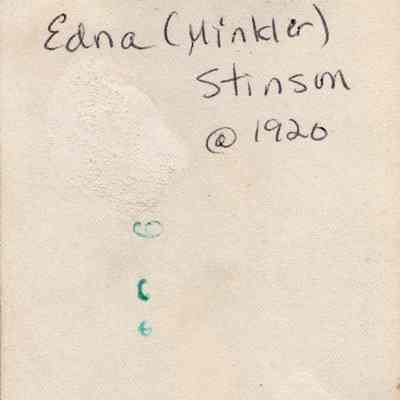 Edna (Minkler)
Stinson
@ 1920